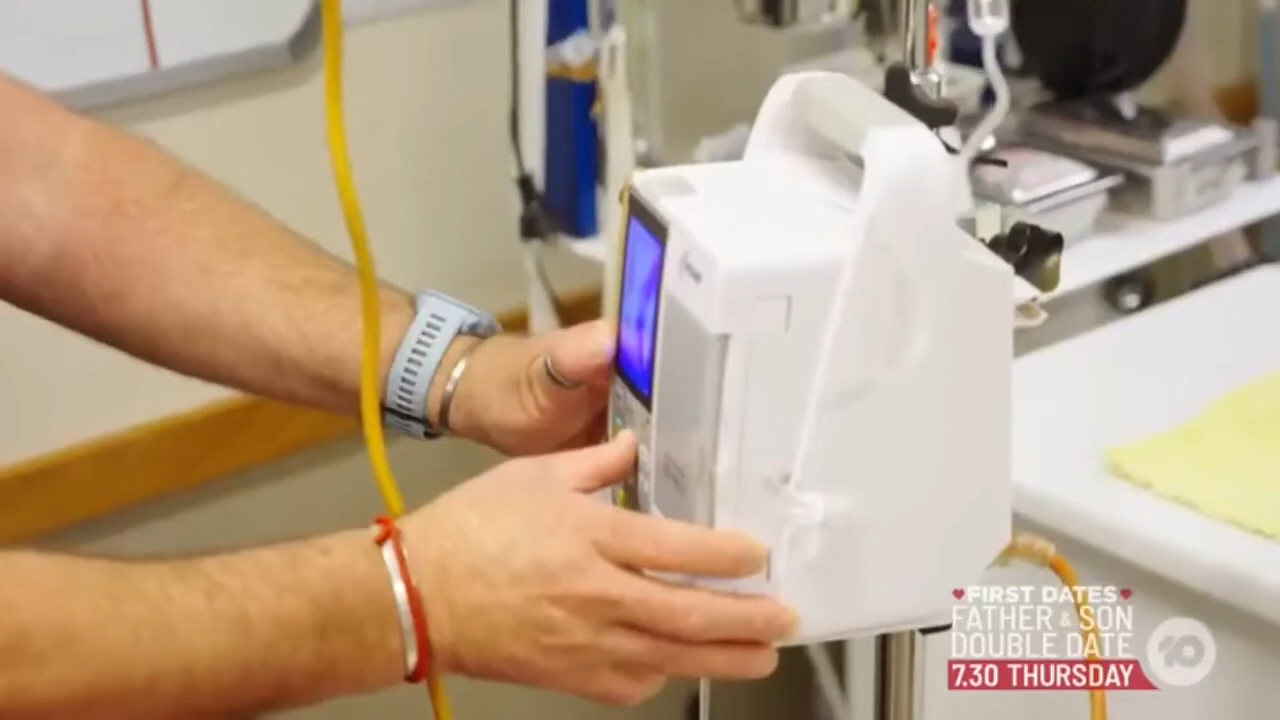 FIRST DATES
FATHER & SON
DOUBLE DATE
7.30 THURSDAY
10